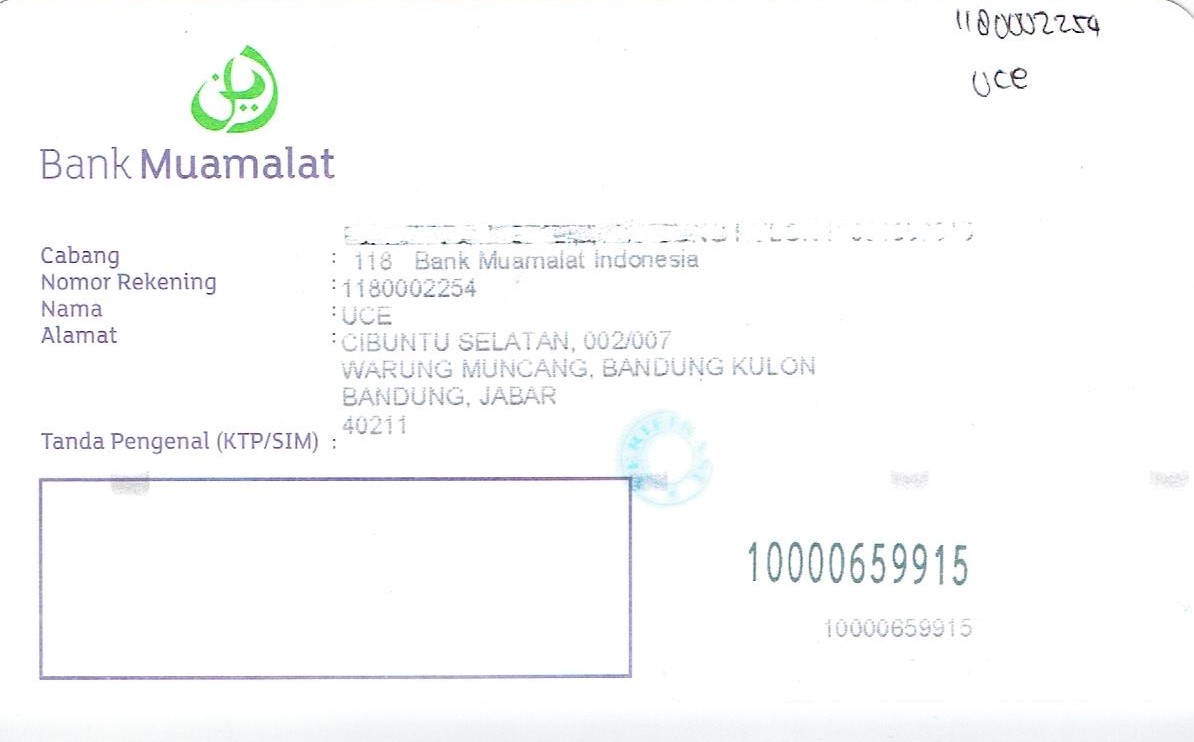 1180002254
UCE
Bank Muamalat
Cabang : 118 Bank Muamalat Indonesia
Nomor Rekening : 1180002254
Nama : UCE
Alamat : CIBUNTU SELATAN, 002/007
WARUNG MUNCANG, BANDUNG KULON
BANDUNG, JABAR
40211
Tanda Pengenal (KTP/SIM) :
10000659915
10000659915